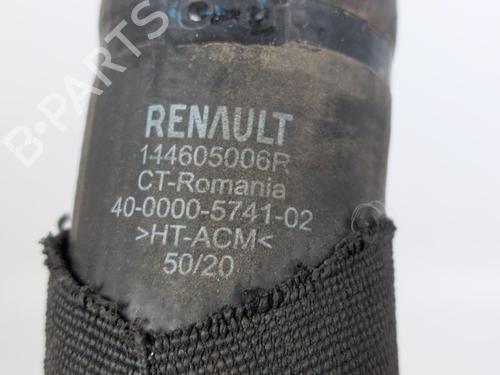 B-PARTS
RENAULT
144605006R
CT-Romania
40-0000-5741-02
>HT-ACM<
50/20